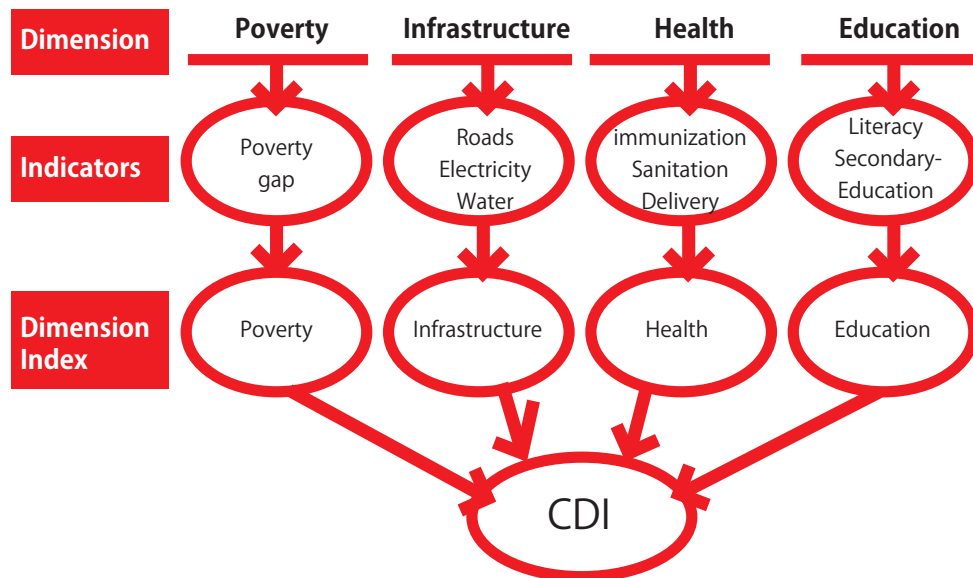 Dimension
Poverty
Infrastructure
Health
Education
Indicators
Poverty
gap
Roads
Electricity
Water
immunization
Sanitation
Delivery
Literacy
Secondary-
Education
Dimension
Index
Poverty
Infrastructure
Health
Education
CDI